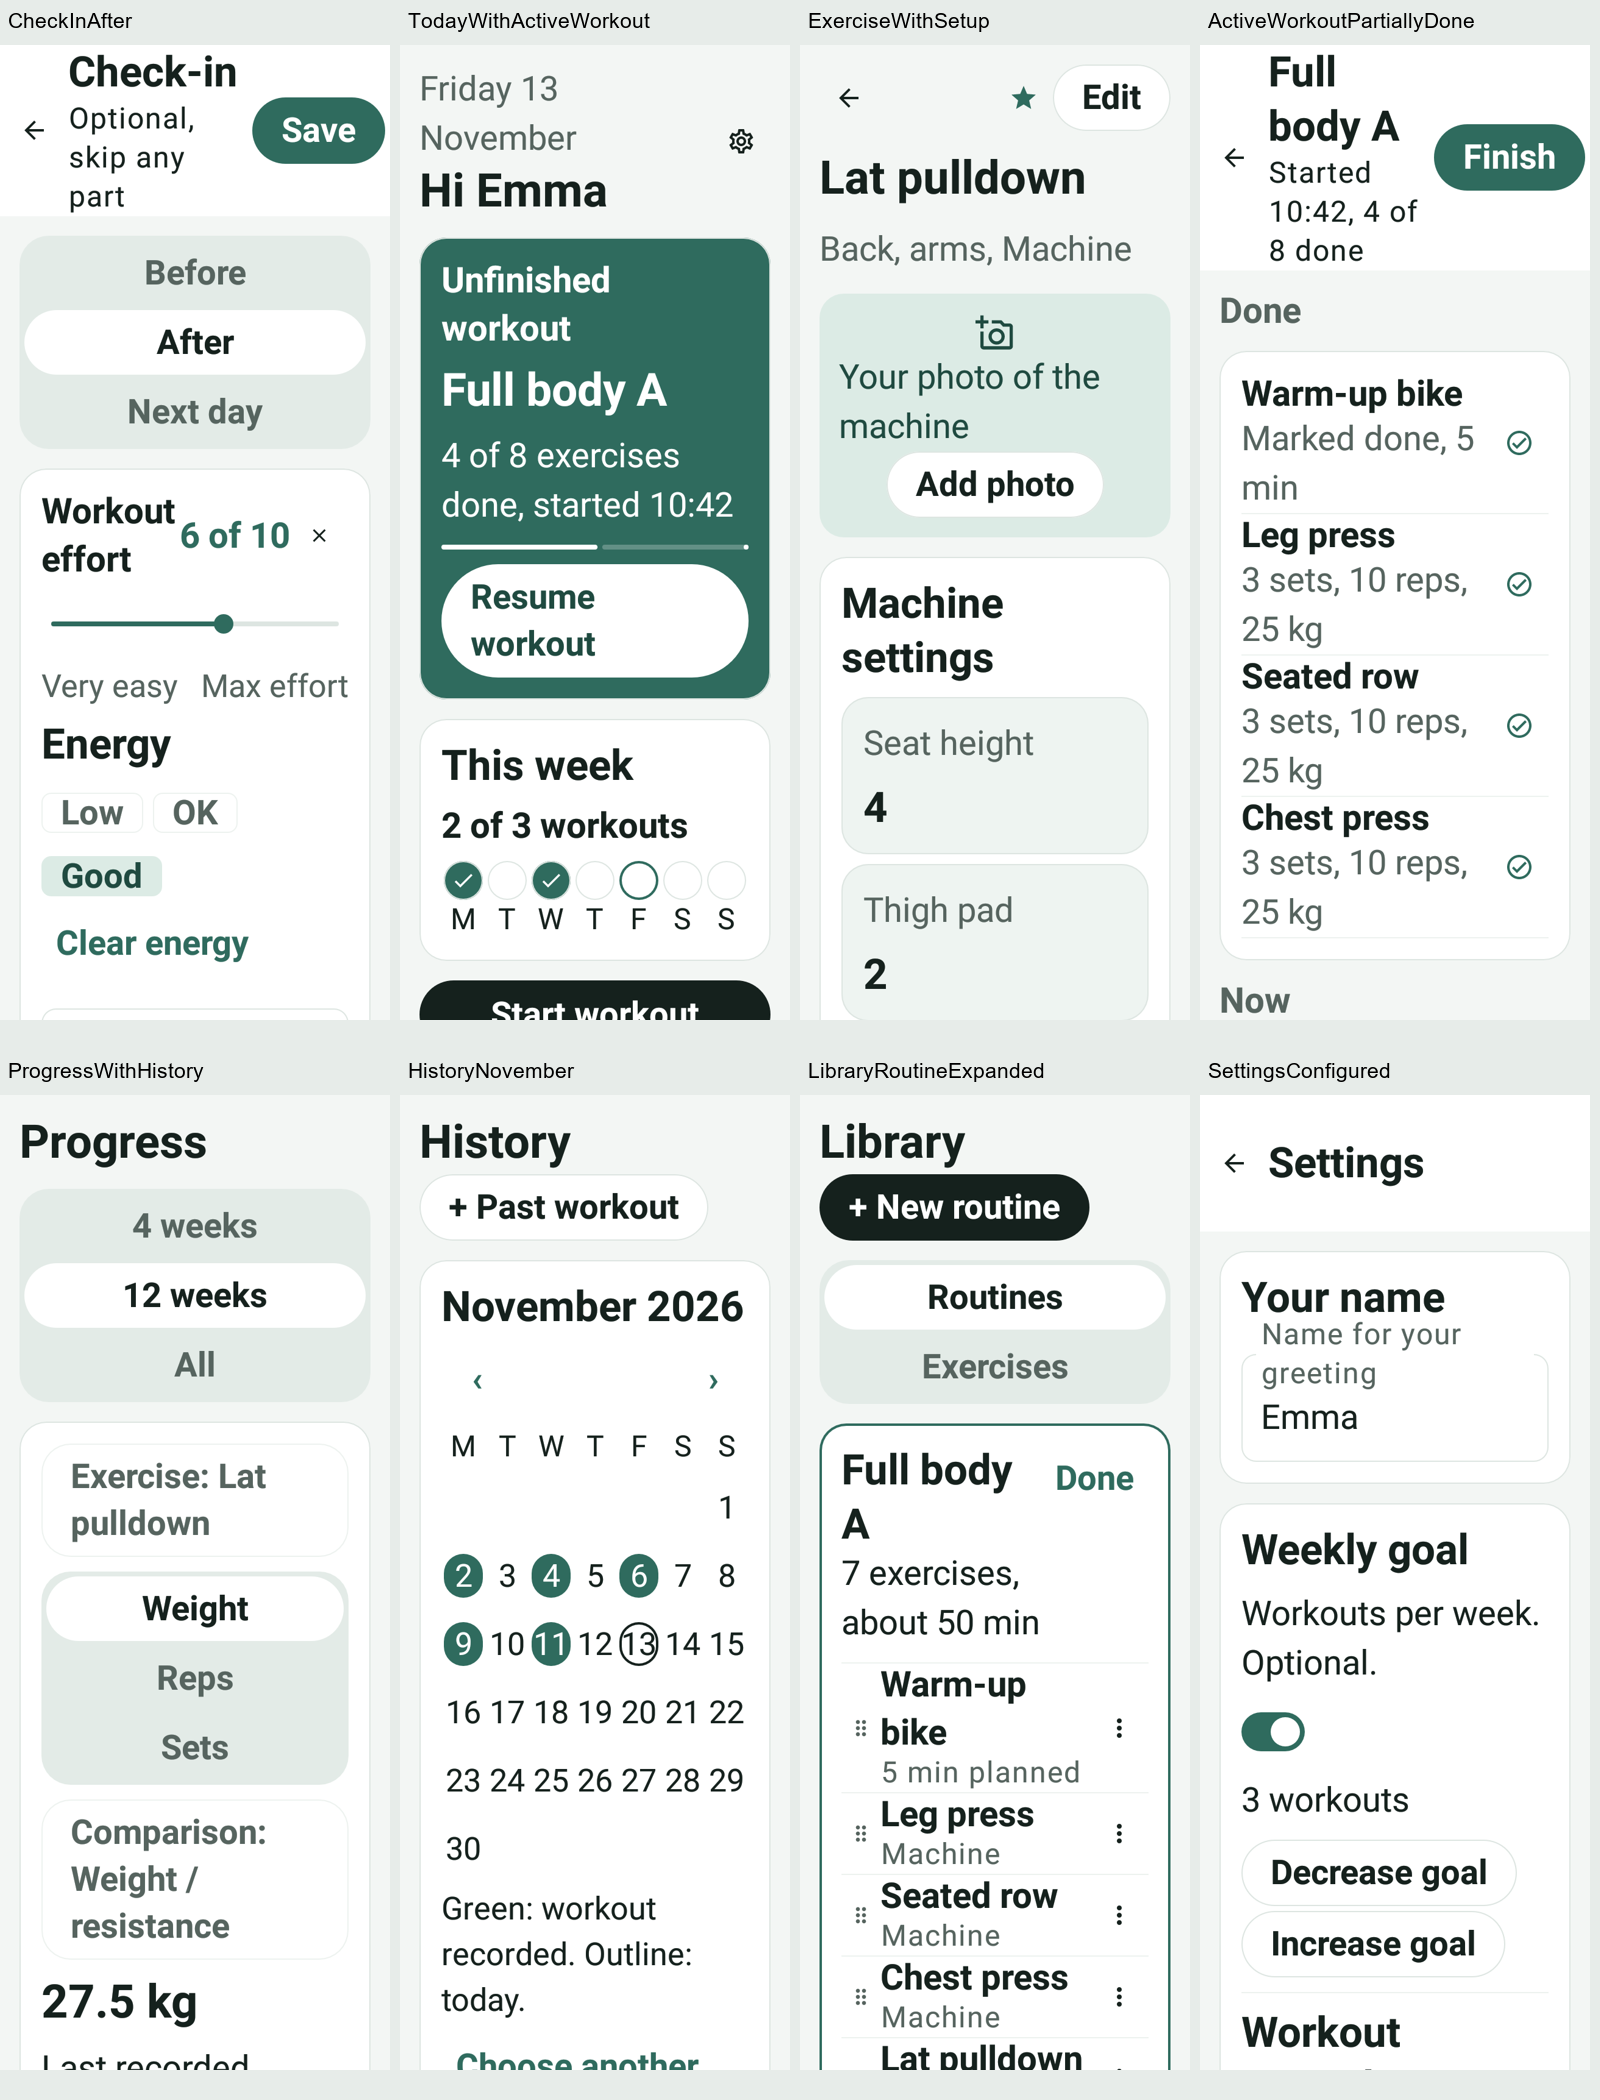 CheckInAfter
Check-in
Optional,
skip any
part
Save
Before
After
Next day
Workout
effort
6 of 10
Very easy
Max effort
Energy
Low
OK
Good
Clear energy
TodayWithActiveWorkout
Friday 13
November
Hi Emma
Unfinished
workout
Full body A
4 of 8 exercises
done, started 10:42
Resume
workout
This week
2 of 3 workouts
M T W T F S S
Start workout
ExerciseWithSetup
Edit
Lat pulldown
Back, arms, Machine
Your photo of the
machine
Add photo
Machine
settings
Seat height
4
Thigh pad
2
ActiveWorkoutPartiallyDone
Full
body A
Started
10:42, 4 of
8 done
Finish
Done
Warm-up bike
Marked done, 5
min
Leg press
3 sets, 10 reps,
25 kg
Seated row
3 sets, 10 reps,
25 kg
Chest press
3 sets, 10 reps,
25 kg
Now
ProgressWithHistory
Progress
4 weeks
12 weeks
All
Exercise: Lat
pulldown
Weight
Reps
Sets
Comparison:
Weight /
resistance
27.5 kg
Last recorded
HistoryNovember
History
+ Past workout
November 2026
‹ ›
M T W T F S S
1
2 3 4 5 6 7 8
9 10 11 12 13 14 15
16 17 18 19 20 21 22
23 24 25 26 27 28 29
30
Green: workout
recorded. Outline:
today.
Choose another
LibraryRoutineExpanded
Library
+ New routine
Routines
Exercises
Full body
A
Done
7 exercises,
about 50 min
Warm-up
bike
5 min planned
Leg press
Machine
Seated row
Machine
Chest press
Machine
Lat pulldown
SettingsConfigured
Settings
Your name
Name for your
greeting
Emma
Weekly goal
Workouts per week.
Optional.
3 workouts
Decrease goal
Increase goal
Workout